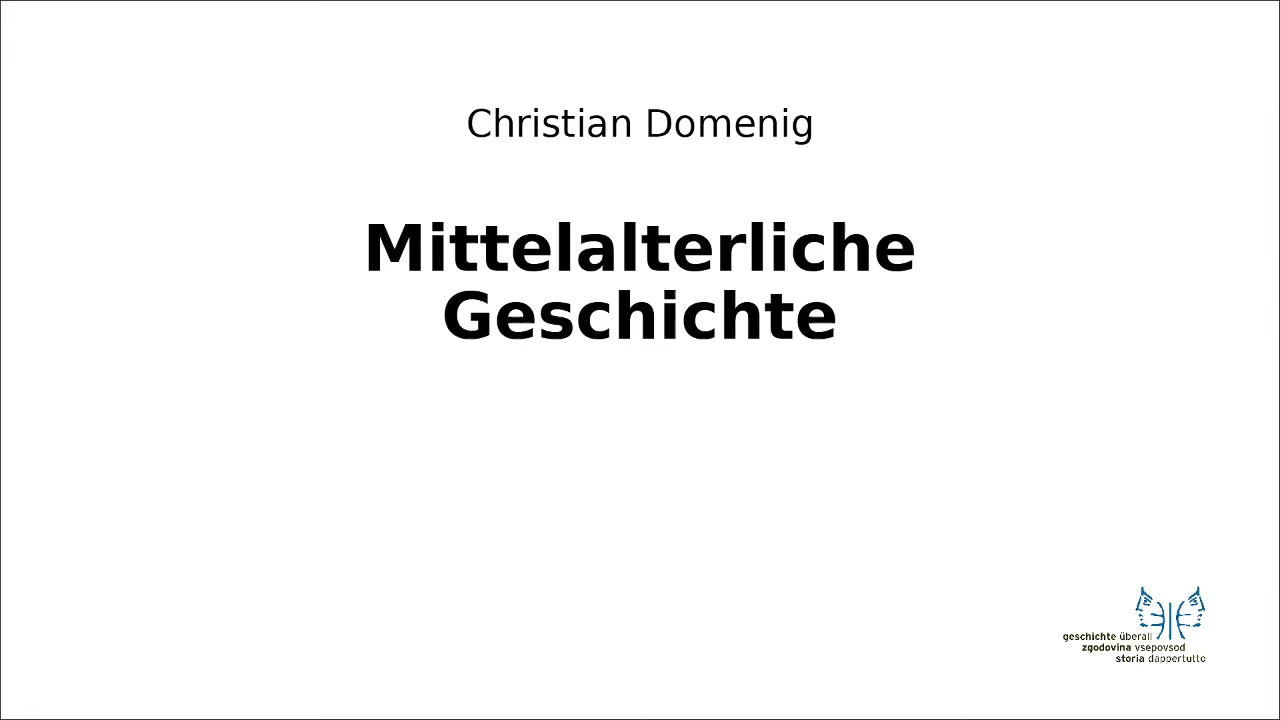 Christian Domenig
Mittelalterliche
Geschichte
geschichte überall
zgodovina vsepovsod
storia dappertutto